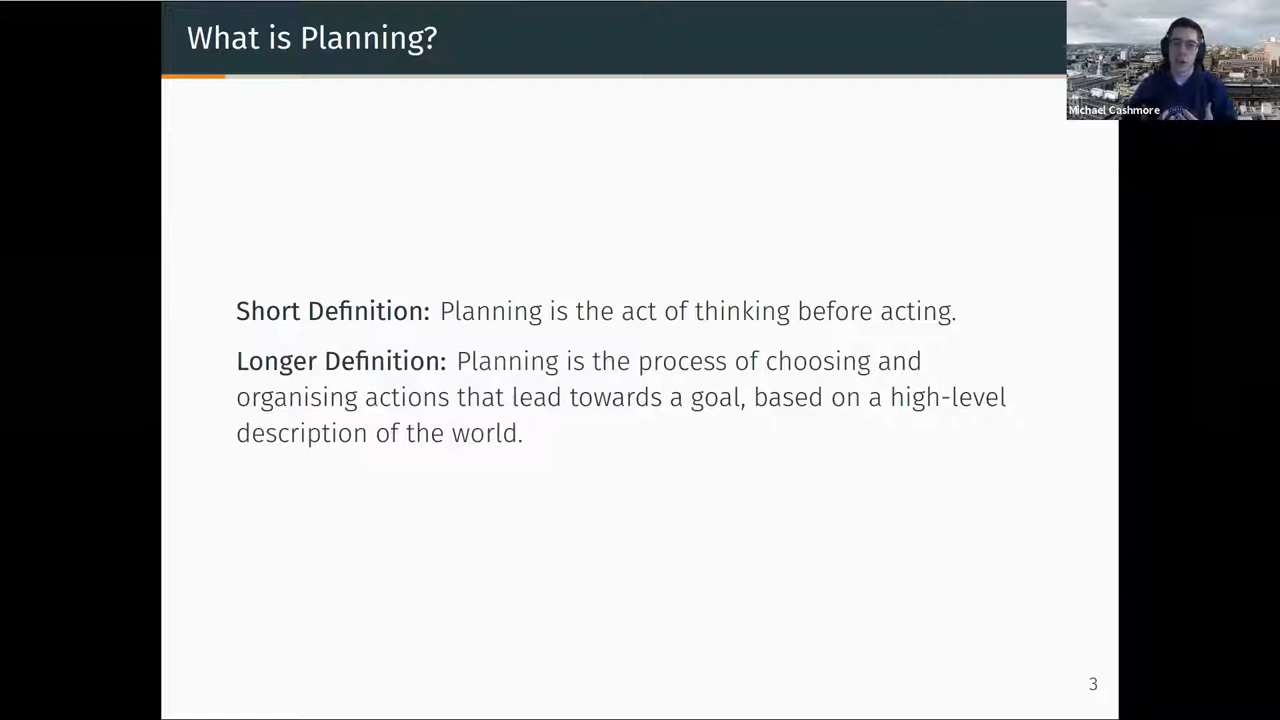 What is Planning?
Michael Cashmore
Short Definition: Planning is the act of thinking before acting.
Longer Definition: Planning is the process of choosing and
organising actions that lead towards a goal, based on a high-level
description of the world.
3